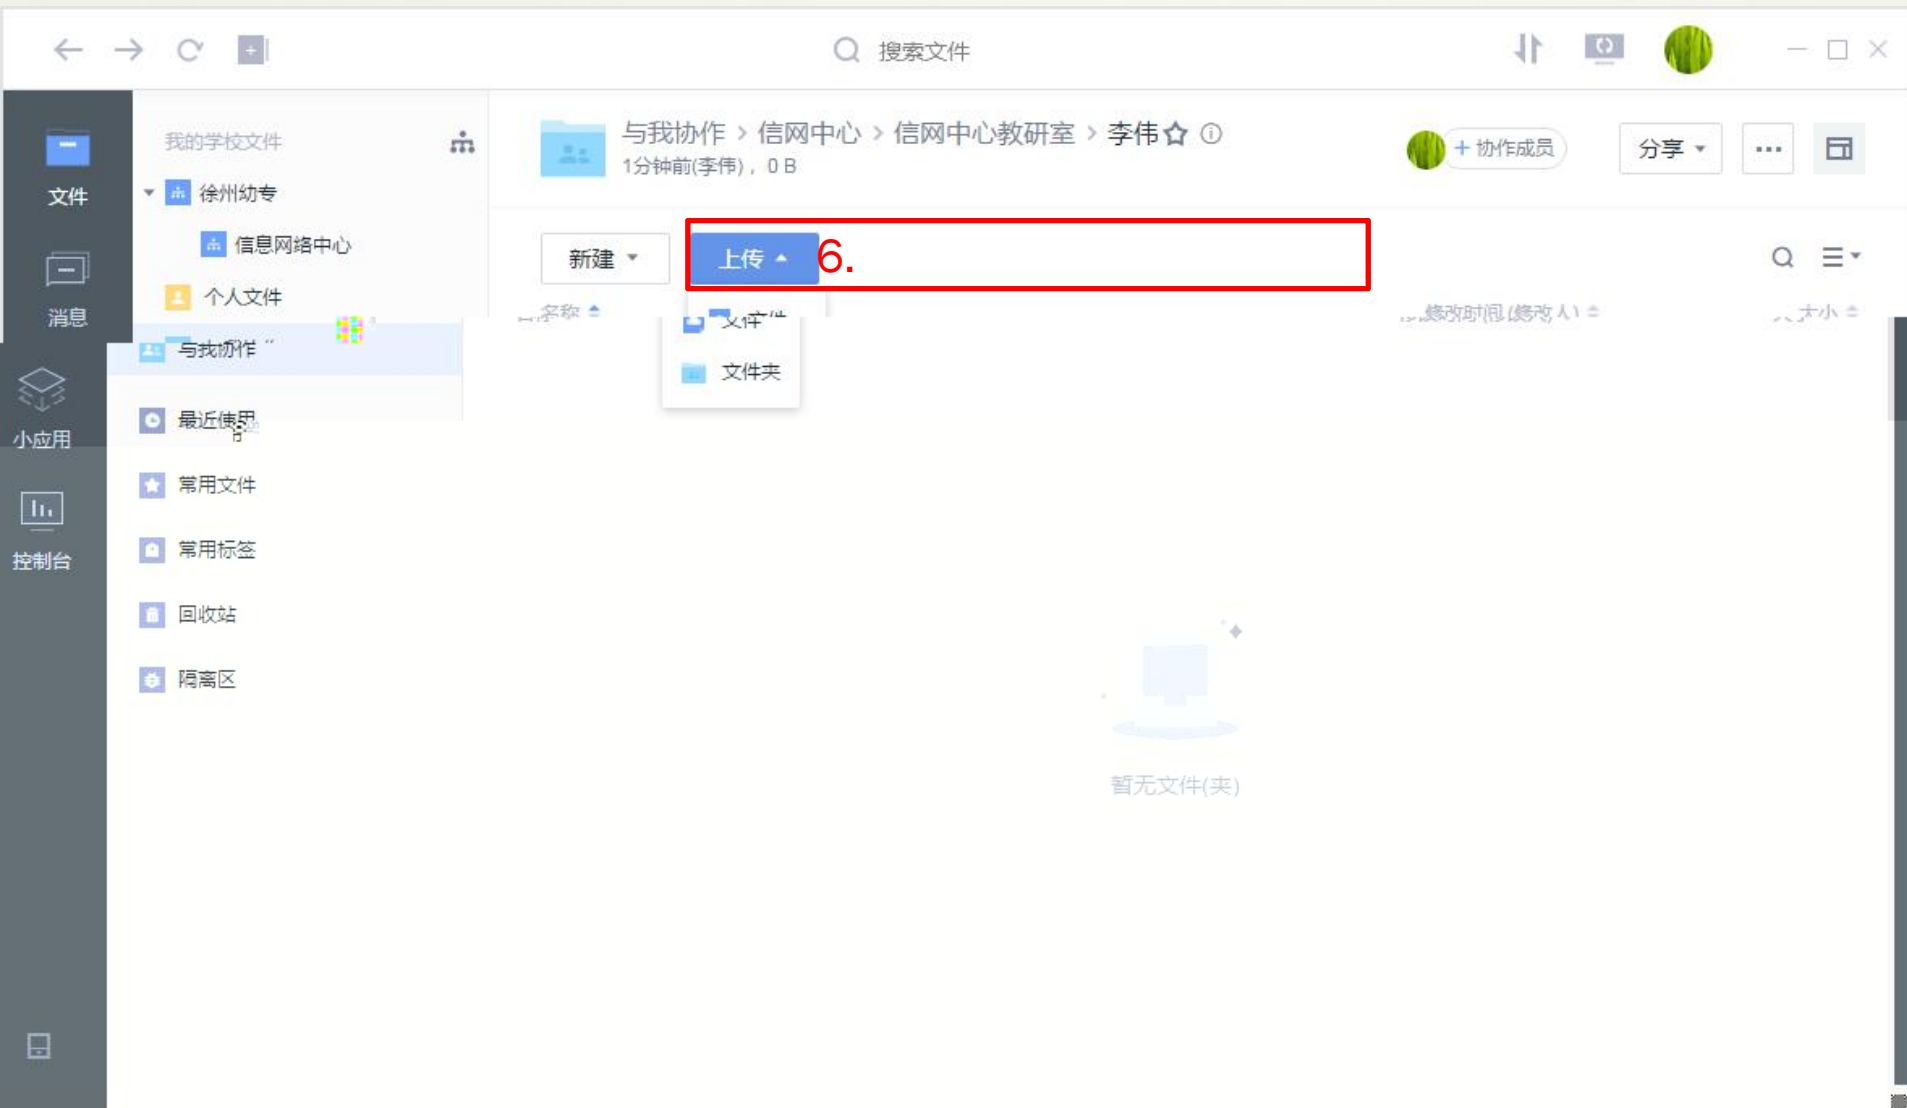 搜索文件
文件
消息
小应用
控制台
我的学校文件
徐州幼专
信息网络中心
个人文件
与我协作
最近使用
常用文件
常用标签
回收站
隔离区
与我协作 > 信网中心 > 信网中心教研室 > 李伟
1分钟前(李伟)，0 B
+ 协作成员
分享
新建
上传
6.
名称
修改时间(修改人)
大小
文件
文件夹
暂无文件(夹)